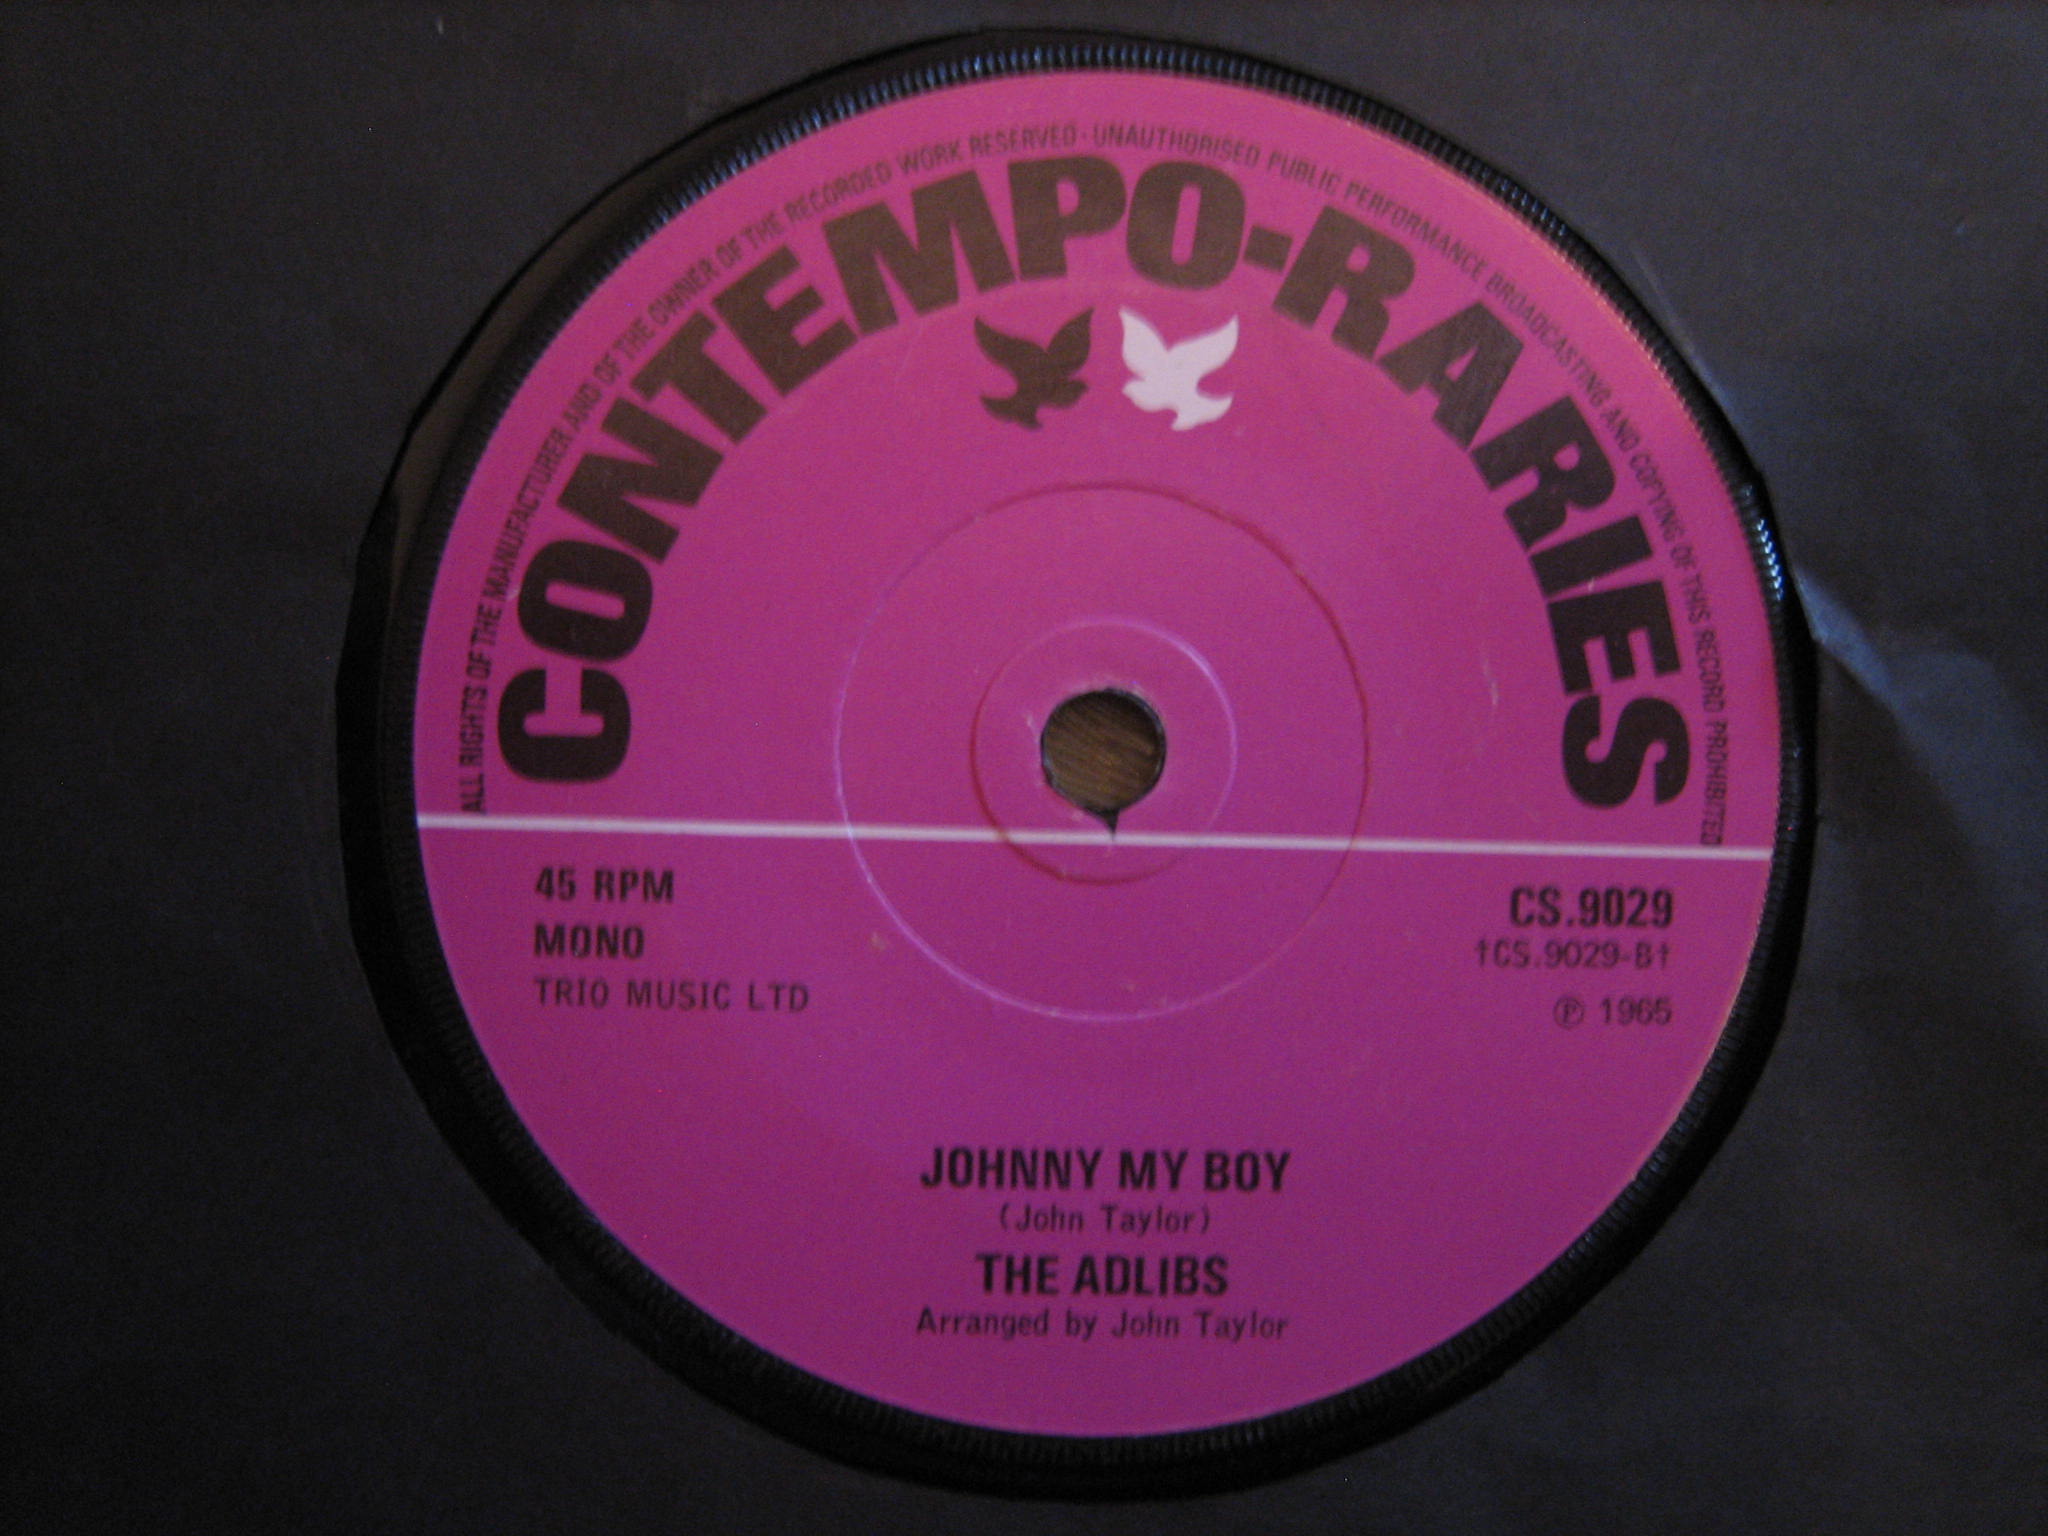 ALL RIGHTS OF THE MANUFACTURER AND OF THE OWNER OF THE RECORDED WORK RESERVED · UNAUTHORISED PUBLIC PERFORMANCE BROADCASTING AND COPYING OF THIS RECORD PROHIBITED
CONTEMPO-RARIES
45 RPM
MONO
TRIO MUSIC LTD
CS.9029
†CS.9029-B†
Ⓟ 1965
JOHNNY MY BOY
(John Taylor)
THE ADLIBS
Arranged by John Taylor